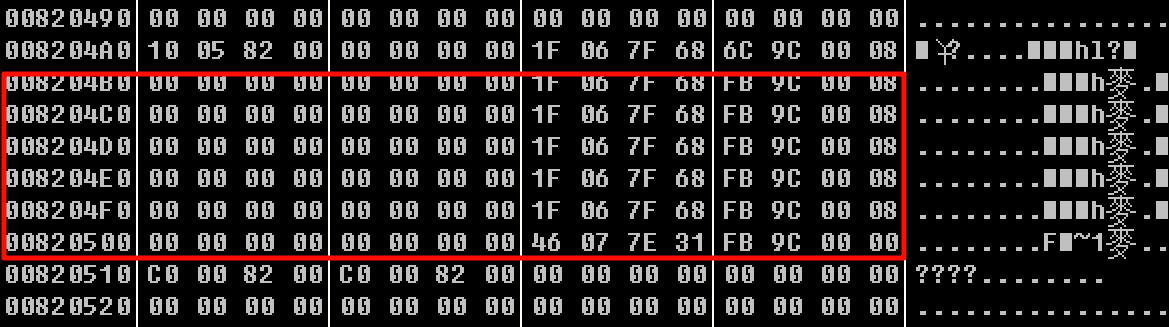 00820490 00 00 00 00 00 00 00 00 00 00 00 00 00 00 00 00 ................
008204A0 10 05 82 00 00 00 00 00 1F 06 7F 68 6C 9C 00 08 ■ ....■■■hl?■
008204B0 00 00 00 00 00 00 00 00 1F 06 7F 68 FB 9C 00 08 ........■■■h麥.■
008204C0 00 00 00 00 00 00 00 00 1F 06 7F 68 FB 9C 00 08 ........■■■h麥.■
008204D0 00 00 00 00 00 00 00 00 1F 06 7F 68 FB 9C 00 08 ........■■■h麥.■
008204E0 00 00 00 00 00 00 00 00 1F 06 7F 68 FB 9C 00 08 ........■■■h麥.■
008204F0 00 00 00 00 00 00 00 00 1F 06 7F 68 FB 9C 00 08 ........■■■h麥.■
00820500 00 00 00 00 00 00 00 00 46 07 7E 31 FB 9C 00 00 ........F■~1麥..
00820510 C0 00 82 00 C0 00 82 00 00 00 00 00 00 00 00 00 ????........
00820520 00 00 00 00 00 00 00 00 00 00 00 00 00 00 00 00 ................